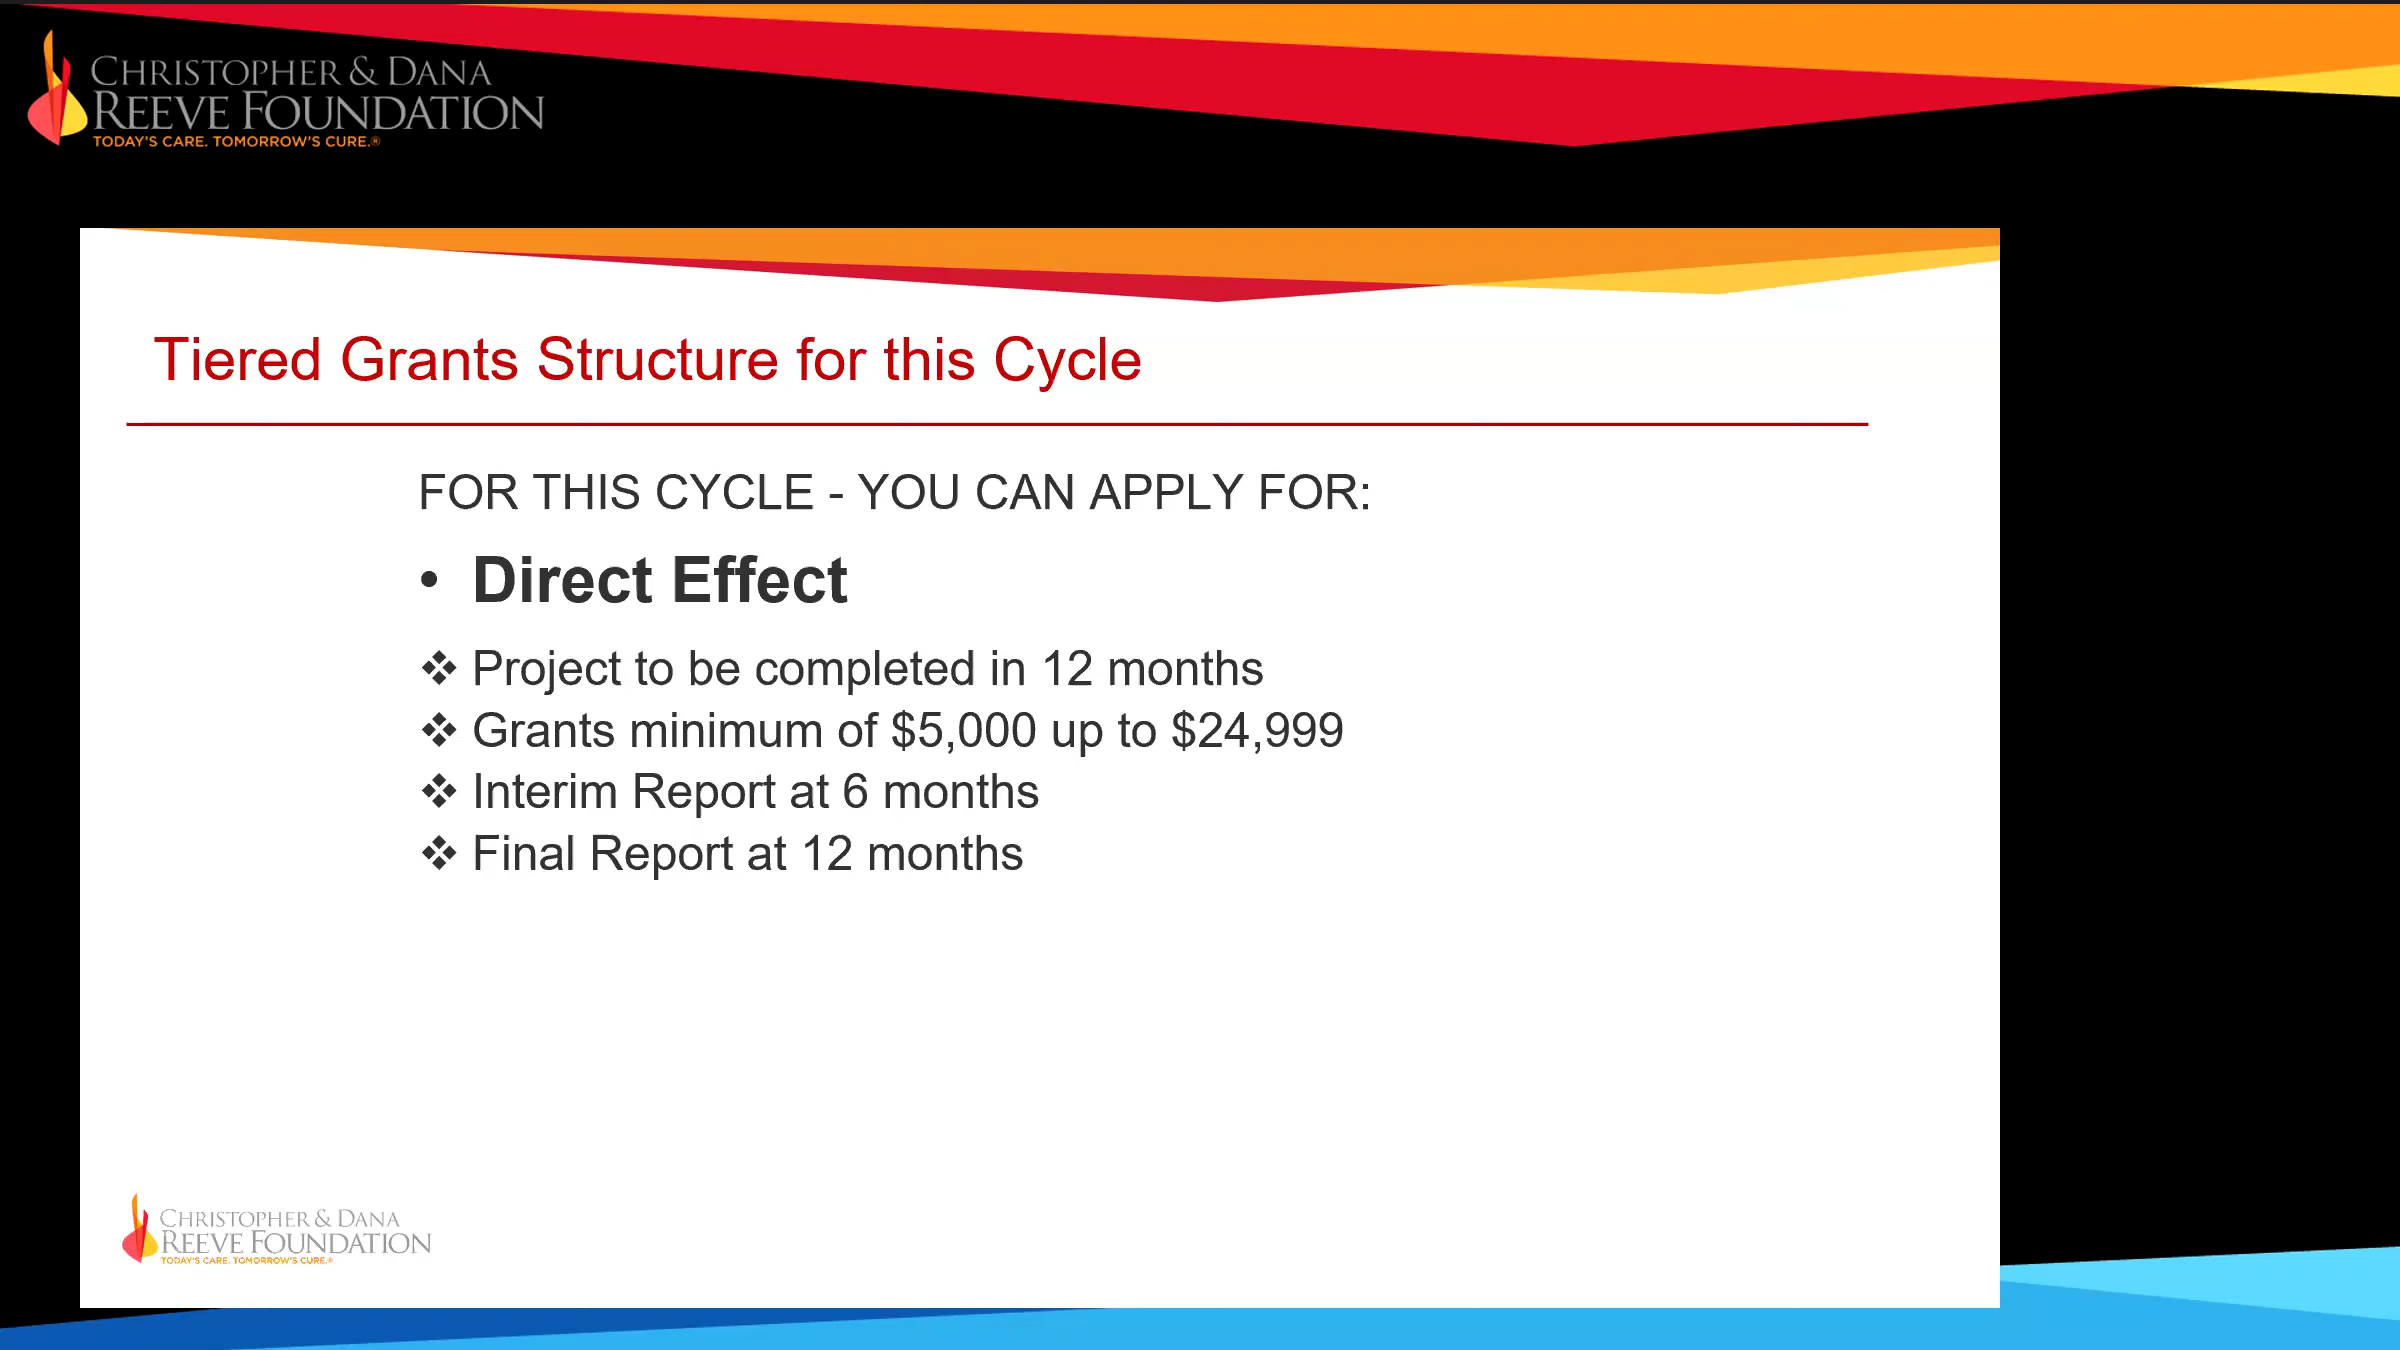 CHRISTOPHER & DANA
REEVE FOUNDATION
TODAY'S CARE. TOMORROW'S CURE.®
Tiered Grants Structure for this Cycle
FOR THIS CYCLE - YOU CAN APPLY FOR:
• Direct Effect
❖ Project to be completed in 12 months
❖ Grants minimum of $5,000 up to $24,999
❖ Interim Report at 6 months
❖ Final Report at 12 months
CHRISTOPHER & DANA
REEVE FOUNDATION
TODAY'S CARE. TOMORROW'S CURE.®